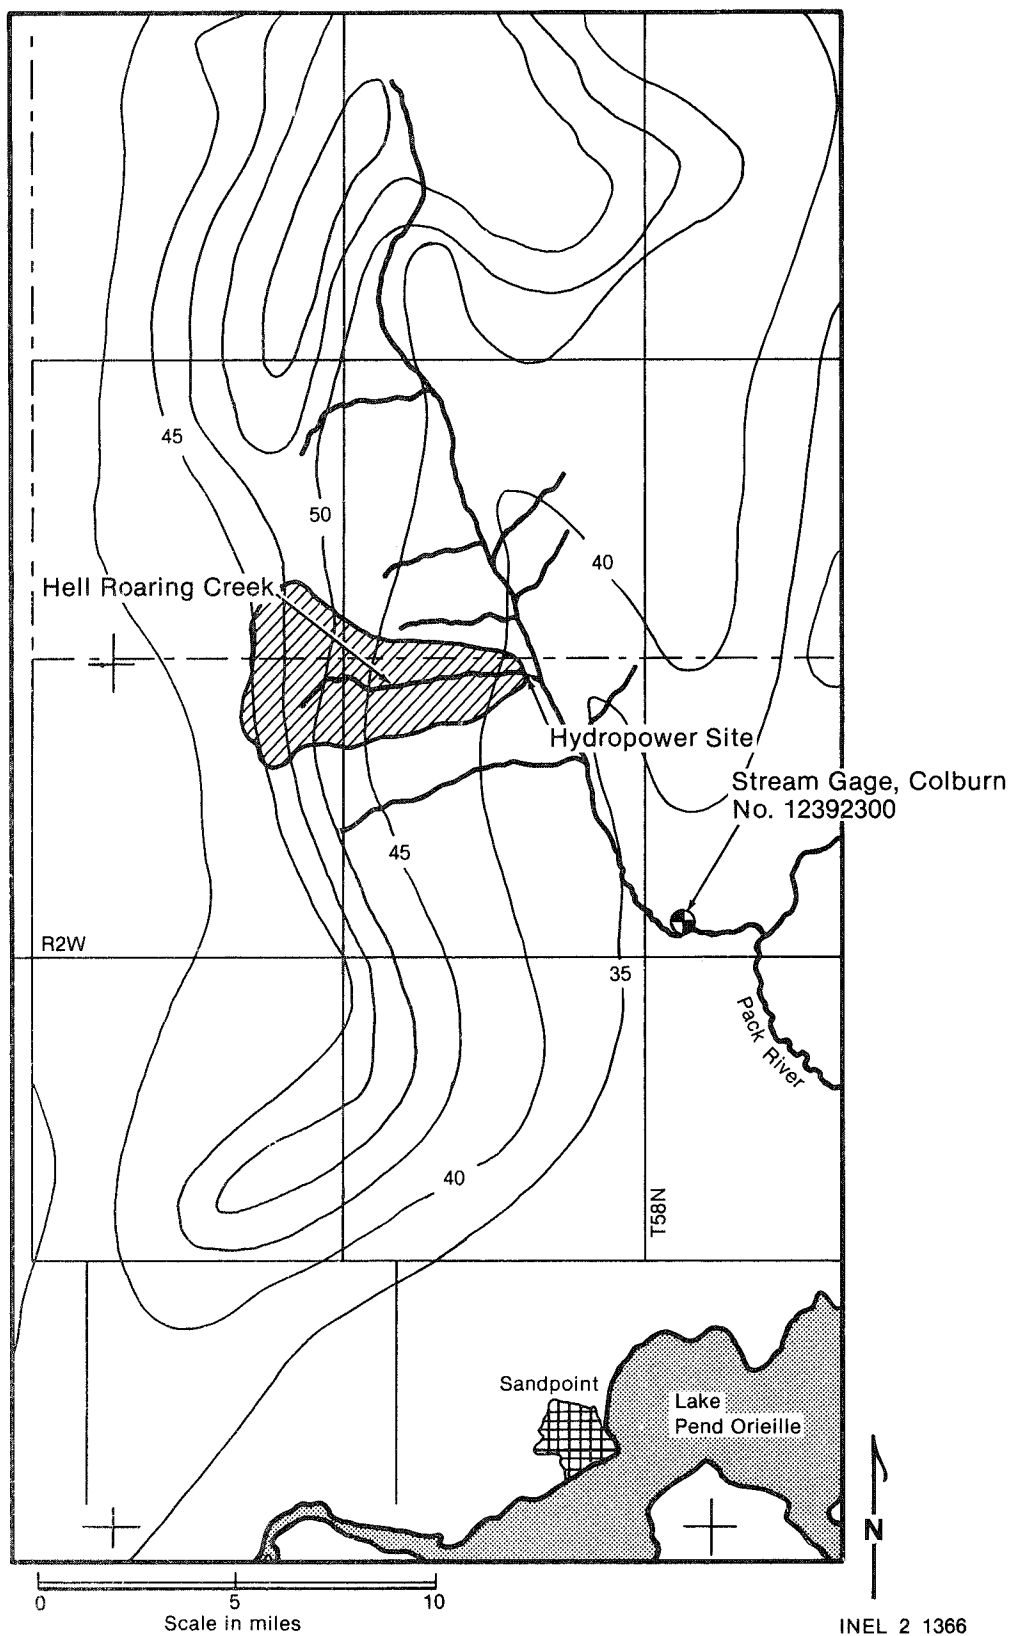 45
50
40
Hell Roaring Creek
Hydropower Site
Stream Gage, Colburn
No. 12392300
45
R2W
35
Pack River
40
T58N
Sandpoint
Lake
Pend Orieille
N
0 5 10
Scale in miles
INEL 2 1366